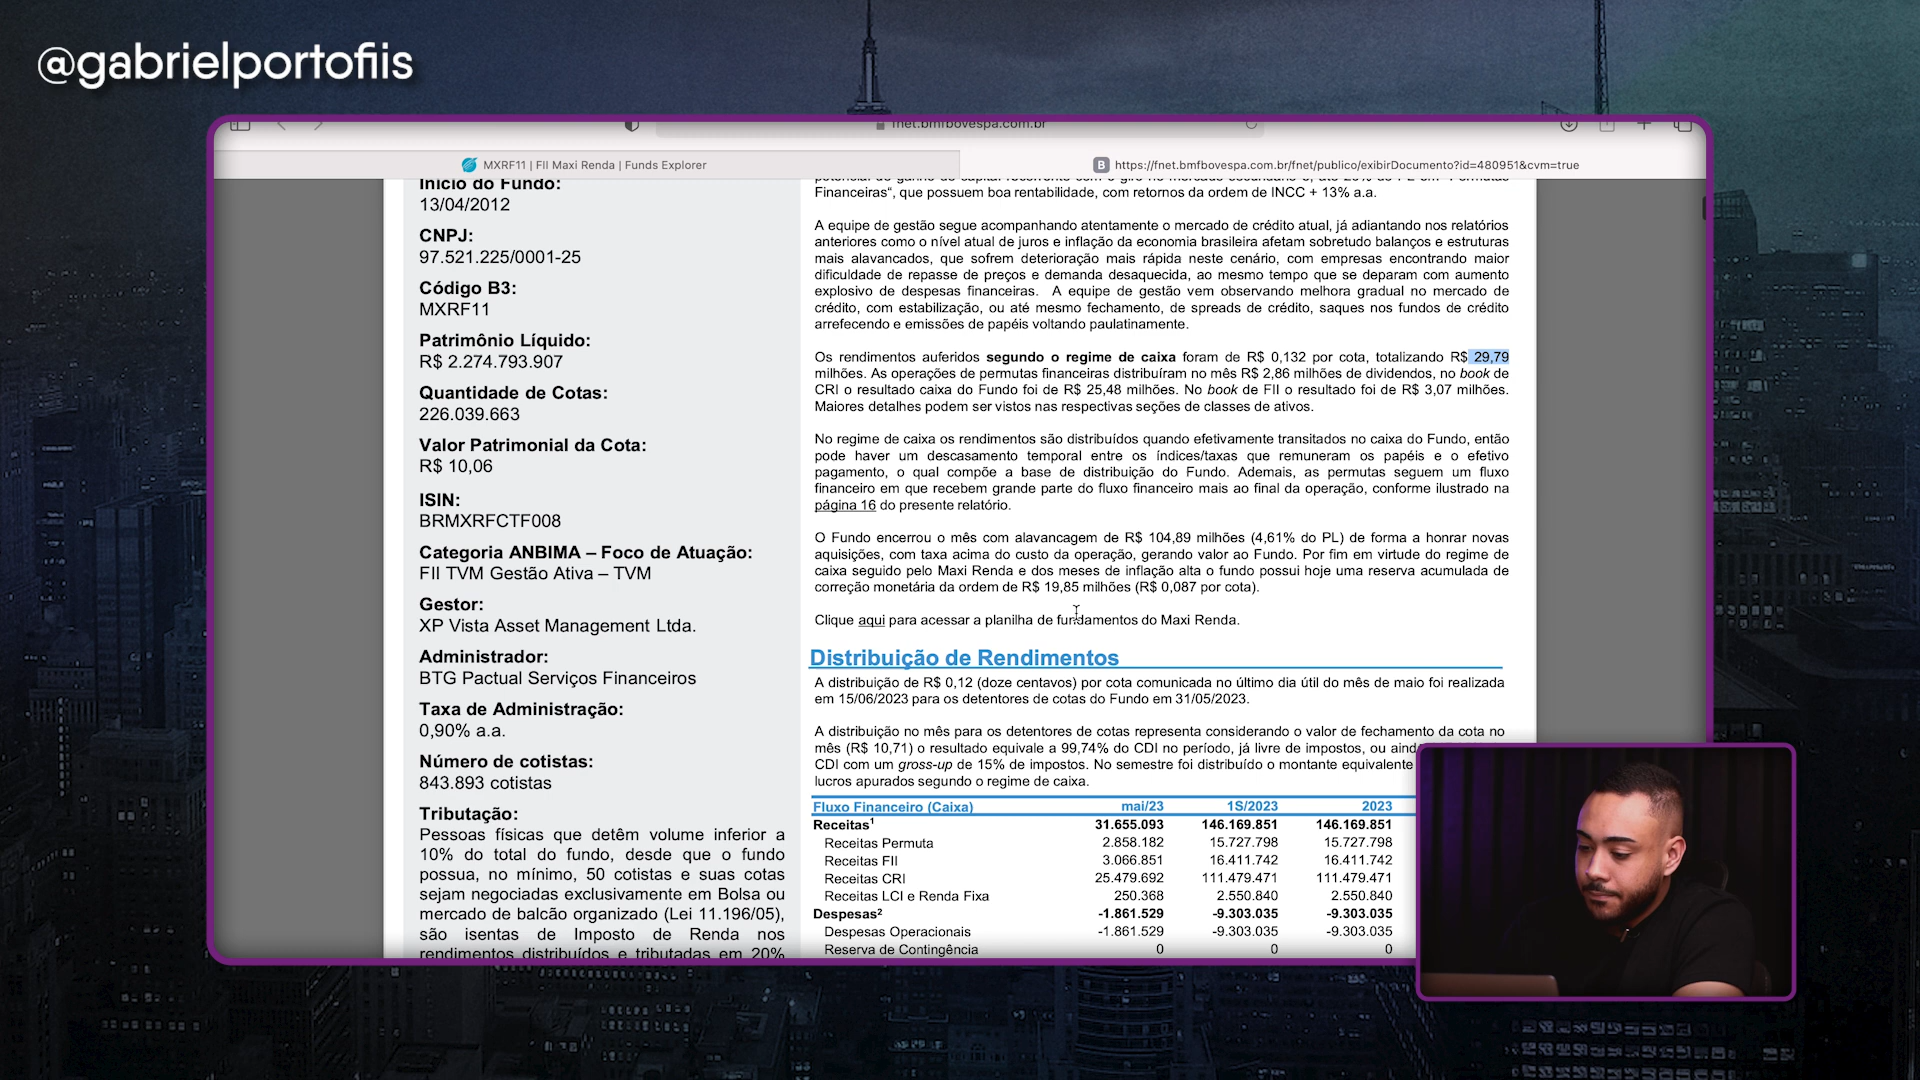 @gabrielportofiis
fnet.bmfbovespa.com.br
MXRF11 | FII Maxi Renda | Funds Explorer
B https://fnet.bmfbovespa.com.br/fnet/publico/exibirDocumento?id=480951&cvm=true
Início do Fundo:
13/04/2012
CNPJ:
97.521.225/0001-25
Código B3:
MXRF11
Patrimônio Líquido:
R$ 2.274.793.907
Quantidade de Cotas:
226.039.663
Valor Patrimonial da Cota:
R$ 10,06
ISIN:
BRMXRFCTF008
Categoria ANBIMA – Foco de Atuação:
FII TVM Gestão Ativa – TVM
Gestor:
XP Vista Asset Management Ltda.
Administrador:
BTG Pactual Serviços Financeiros
Taxa de Administração:
0,90% a.a.
Número de cotistas:
843.893 cotistas
Tributação:
Pessoas físicas que detêm volume inferior a
10% do total do fundo, desde que o fundo
possua, no mínimo, 50 cotistas e suas cotas
sejam negociadas exclusivamente em Bolsa ou
mercado de balcão organizado (Lei 11.196/05),
são isentas de Imposto de Renda nos
rendimentos distribuídos e tributadas em 20%
Financeiras“, que possuem boa rentabilidade, com retornos da ordem de INCC + 13% a.a.
A equipe de gestão segue acompanhando atentamente o mercado de crédito atual, já adiantando nos relatórios
anteriores como o nível atual de juros e inflação da economia brasileira afetam sobretudo balanços e estruturas
mais alavancados, que sofrem deterioração mais rápida neste cenário, com empresas encontrando maior
dificuldade de repasse de preços e demanda desaquecida, ao mesmo tempo que se deparam com aumento
explosivo de despesas financeiras. A equipe de gestão vem observando melhora gradual no mercado de
crédito, com estabilização, ou até mesmo fechamento, de spreads de crédito, saques nos fundos de crédito
arrefecendo e emissões de papéis voltando paulatinamente.
Os rendimentos auferidos segundo o regime de caixa foram de R$ 0,132 por cota, totalizando R$ 29,79
milhões. As operações de permutas financeiras distribuíram no mês R$ 2,86 milhões de dividendos, no book de
CRI o resultado caixa do Fundo foi de R$ 25,48 milhões. No book de FII o resultado foi de R$ 3,07 milhões.
Maiores detalhes podem ser vistos nas respectivas seções de classes de ativos.
No regime de caixa os rendimentos são distribuídos quando efetivamente transitados no caixa do Fundo, então
pode haver um descasamento temporal entre os índices/taxas que remuneram os papéis e o efetivo
pagamento, o qual compõe a base de distribuição do Fundo. Ademais, as permutas seguem um fluxo
financeiro em que recebem grande parte do fluxo financeiro mais ao final da operação, conforme ilustrado na
página 16 do presente relatório.
O Fundo encerrou o mês com alavancagem de R$ 104,89 milhões (4,61% do PL) de forma a honrar novas
aquisições, com taxa acima do custo da operação, gerando valor ao Fundo. Por fim em virtude do regime de
caixa seguido pelo Maxi Renda e dos meses de inflação alta o fundo possui hoje uma reserva acumulada de
correção monetária da ordem de R$ 19,85 milhões (R$ 0,087 por cota).
Clique aqui para acessar a planilha de fundamentos do Maxi Renda.
Distribuição de Rendimentos
A distribuição de R$ 0,12 (doze centavos) por cota comunicada no último dia útil do mês de maio foi realizada
em 15/06/2023 para os detentores de cotas do Fundo em 31/05/2023.
A distribuição no mês para os detentores de cotas representa considerando o valor de fechamento da cota no
mês (R$ 10,71) o resultado equivale a 99,74% do CDI no período, já livre de impostos, ou
CDI com um gross-up de 15% de impostos. No semestre foi distribuído o montante equivalente
lucros apurados segundo o regime de caixa.
Fluxo Financeiro (Caixa) mai/23 1S/2023 2023
Receitas¹ 31.655.093 146.169.851 146.169.851
Receitas Permuta 2.858.182 15.727.798 15.727.798
Receitas FII 3.066.851 16.411.742 16.411.742
Receitas CRI 25.479.692 111.479.471 111.479.471
Receitas LCI e Renda Fixa 250.368 2.550.840 2.550.840
Despesas² -1.861.529 -9.303.035 -9.303.035
Despesas Operacionais -1.861.529 -9.303.035 -9.303.035
Reserva de Contingência 0 0 0